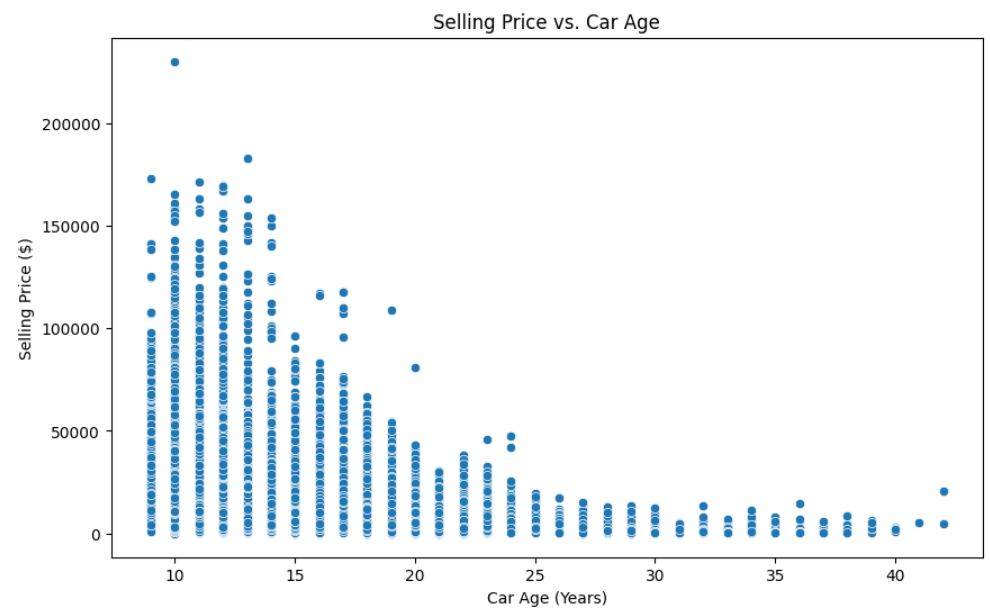 Selling Price vs. Car Age
200000
150000
100000
50000
0
Selling Price ($)
10 15 20 25 30 35 40
Car Age (Years)